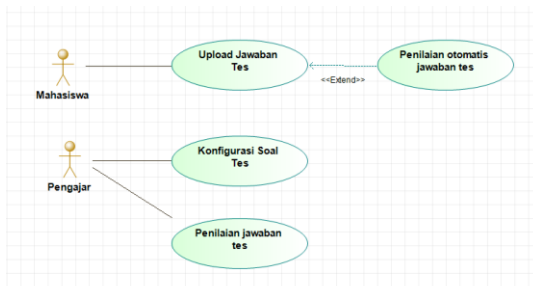 Upload Jawaban
Tes
Penilaian otomatis
jawaban tes
<<Extend>>
Mahasiswa
Konfigurasi Soal
Tes
Pengajar
Penilaian jawaban
tes